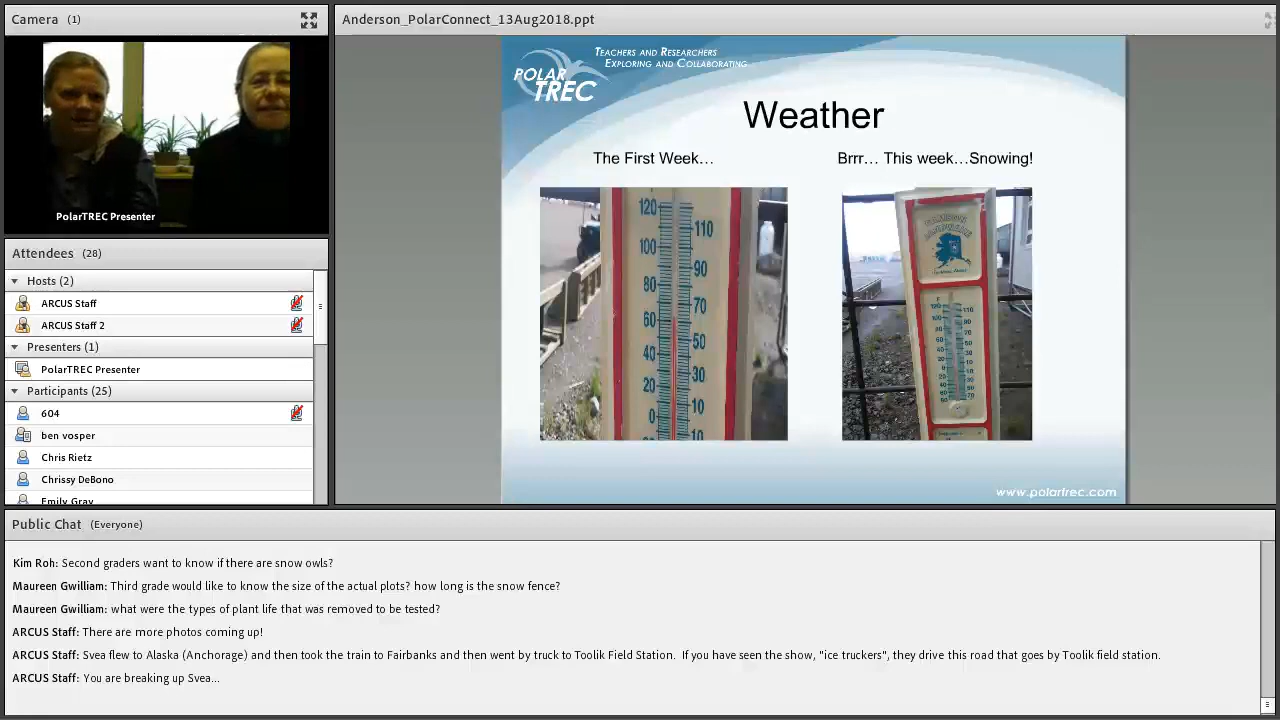 Camera (1)
PolarTREC Presenter
Attendees (28)
Hosts (2)
ARCUS Staff
ARCUS Staff 2
Presenters (1)
PolarTREC Presenter
Participants (25)
604
ben vosper
Chris Rietz
Chrissy DeBono
Emily Gray
Anderson_PolarConnect_13Aug2018.ppt
TEACHERS AND RESEARCHERS
EXPLORING AND COLLABORATING
POLAR
TREC
Weather
The First Week...
Brrr... This week...Snowing!
120
110
100
90
80
70
60
50
40
30
20
10
0
www.polartrec.com
Public Chat (Everyone)
Kim Roh: Second graders want to know if there are snow owls?
Maureen Gwilliam: Third grade would like to know the size of the actual plots? how long is the snow fence?
Maureen Gwilliam: what were the types of plant life that was removed to be tested?
ARCUS Staff: There are more photos coming up!
ARCUS Staff: Svea flew to Alaska (Anchorage) and then took the train to Fairbanks and then went by truck to Toolik Field Station.  If you have seen the show, "ice truckers", they drive this road that goes by Toolik field station.
ARCUS Staff: You are breaking up Svea...